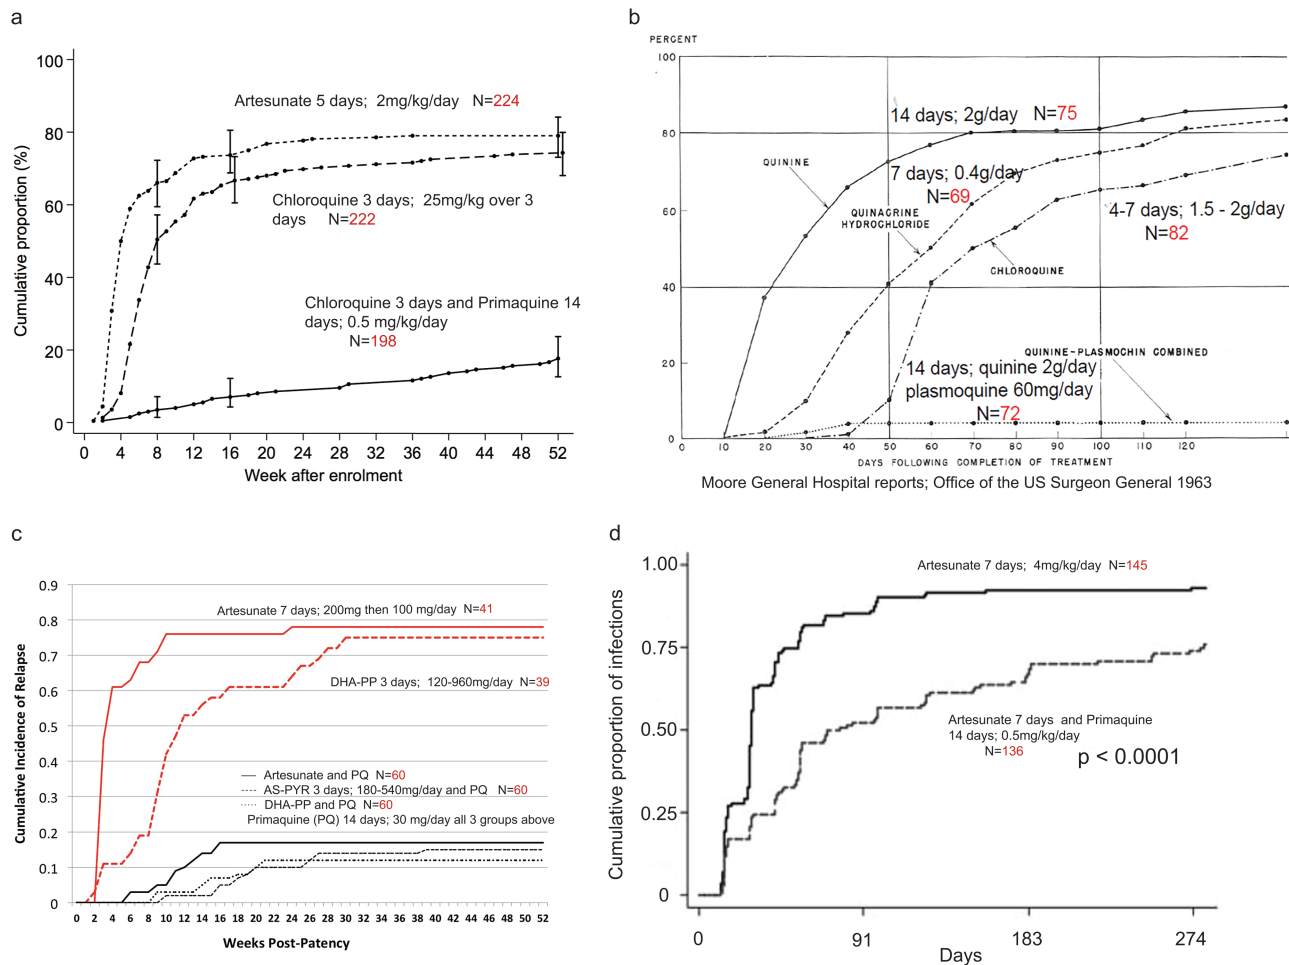 a
100
80
60
40
20
0
Cumulative proportion (%)
Artesunate 5 days; 2mg/kg/day N=224
Chloroquine 3 days; 25mg/kg over 3
days N=222
Chloroquine 3 days and Primaquine 14
days; 0.5 mg/kg/day
N=198
0 4 8 12 16 20 24 28 32 36 40 44 48 52
Week after enrolment
b
PERCENT
100
80
60
40
20
0
14 days; 2g/day N=75
QUININE
7 days; 0.4g/day
N=69
QUINACRINE
HYDROCHLORIDE
4-7 days; 1.5 - 2g/day
N=82
CHLOROQUINE
QUININE-PLASMOCHIN COMBINED
14 days; quinine 2g/day
plasmoquine 60mg/day
N=72
0 10 20 30 40 50 60 70 80 90 100 110 120
DAYS FOLLOWING COMPLETION OF TREATMENT
Moore General Hospital reports; Office of the US Surgeon General 1963
c
0.9
0.8
0.7
0.6
0.5
0.4
0.3
0.2
0.1
0
Cumulative Incidence of Relapse
Artesunate 7 days; 200mg then 100 mg/day N=41
DHA-PP 3 days; 120-960mg/day N=39
Artesunate and PQ N=60
AS-PYR 3 days; 180-540mg/day and PQ N=60
DHA-PP and PQ N=60
Primaquine (PQ) 14 days; 30 mg/day all 3 groups above
0 2 4 6 8 10 12 14 16 18 20 22 24 26 28 30 32 34 36 38 40 42 44 46 48 50 52
Weeks Post-Patency
d
1.00
0.75
0.50
0.25
0
Cumulative proportion of infections
Artesunate 7 days; 4mg/kg/day N=145
Artesunate 7 days and Primaquine
14 days; 0.5mg/kg/day
N=136
p < 0.0001
0 91 183 274
Days